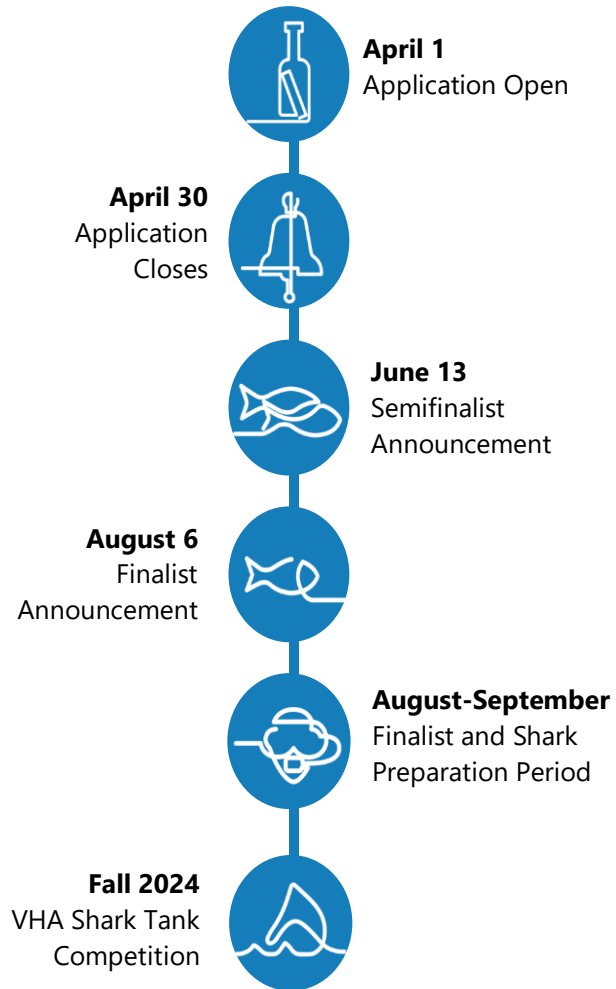 April 1
Application Open
April 30
Application
Closes
June 13
Semifinalist
Announcement
August 6
Finalist
Announcement
August-September
Finalist and Shark
Preparation Period
Fall 2024
VHA Shark Tank
Competition